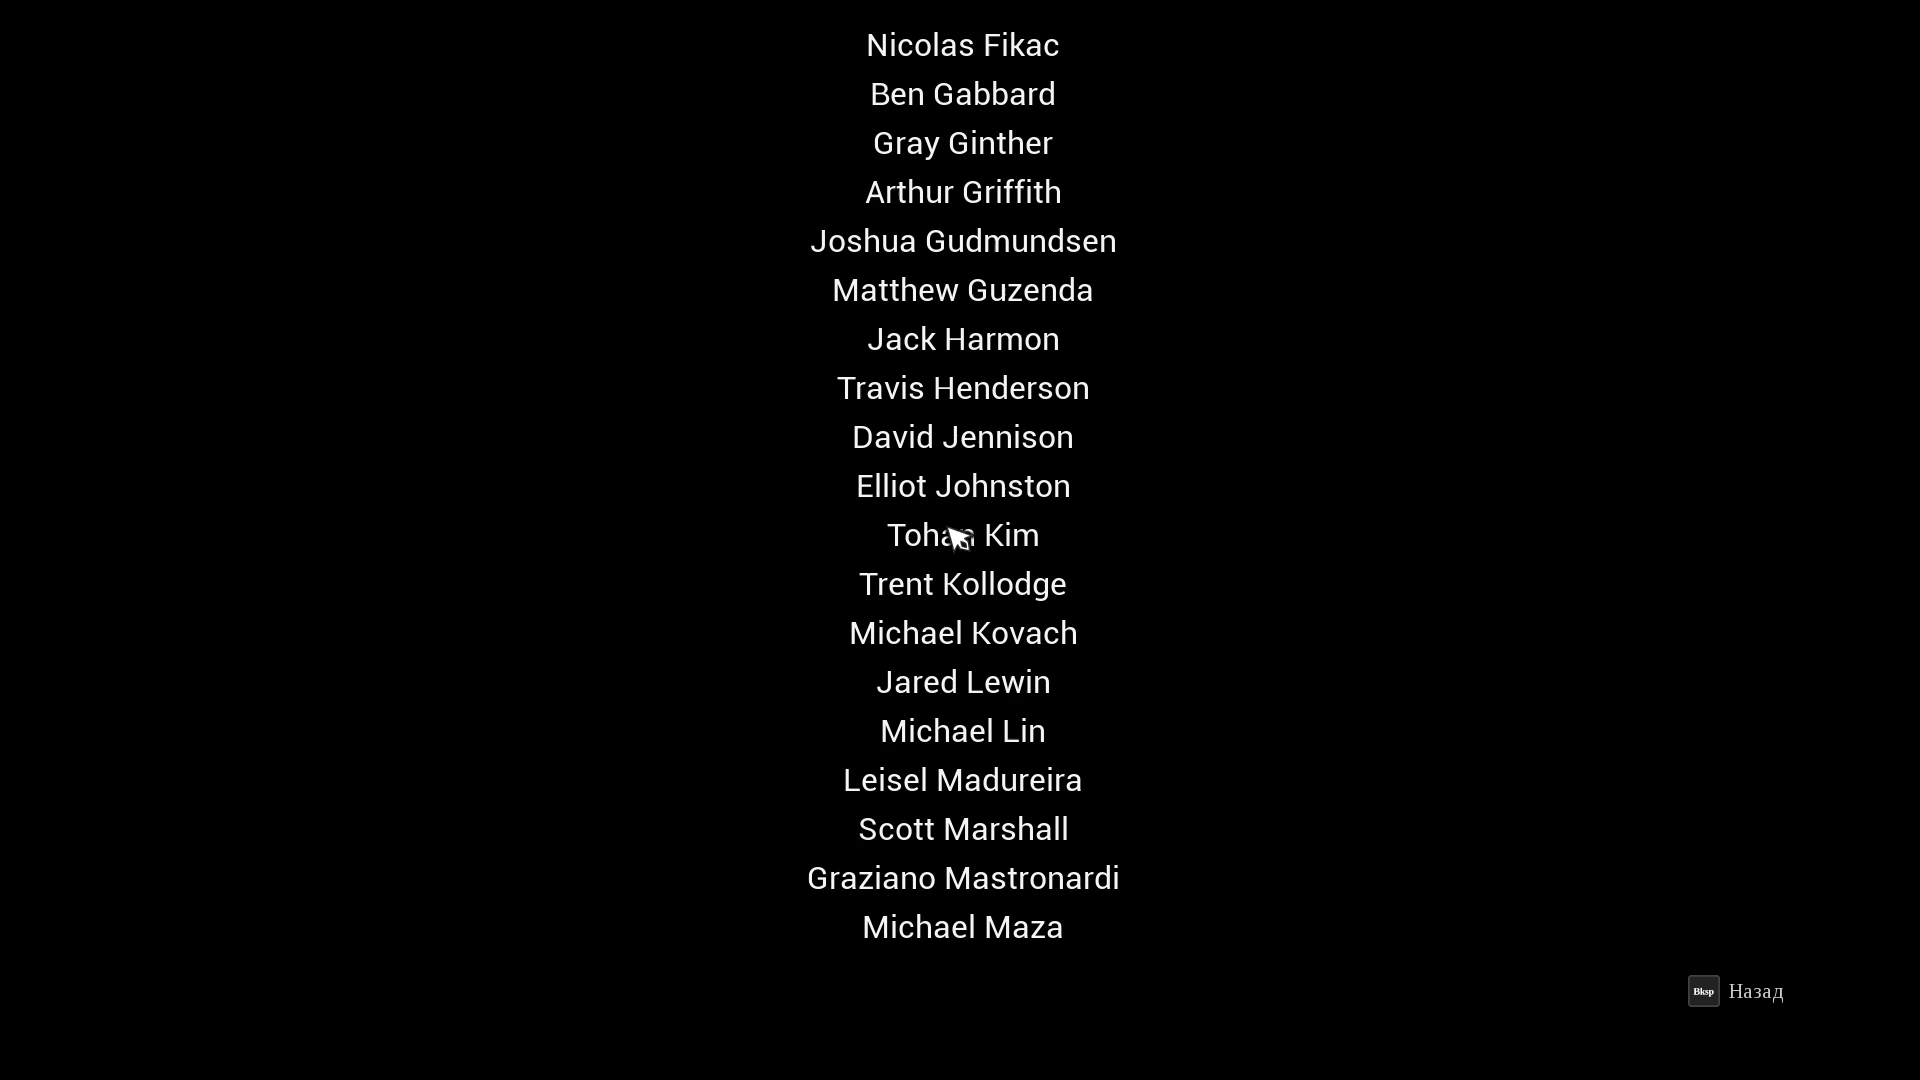 Nicolas Fikac
Ben Gabbard
Gray Ginther
Arthur Griffith
Joshua Gudmundsen
Matthew Guzenda
Jack Harmon
Travis Henderson
David Jennison
Elliot Johnston
Kim
Trent Kollodge
Michael Kovach
Jared Lewin
Michael Lin
Leisel Madureira
Scott Marshall
Graziano Mastronardi
Michael Maza
Bksp Назад